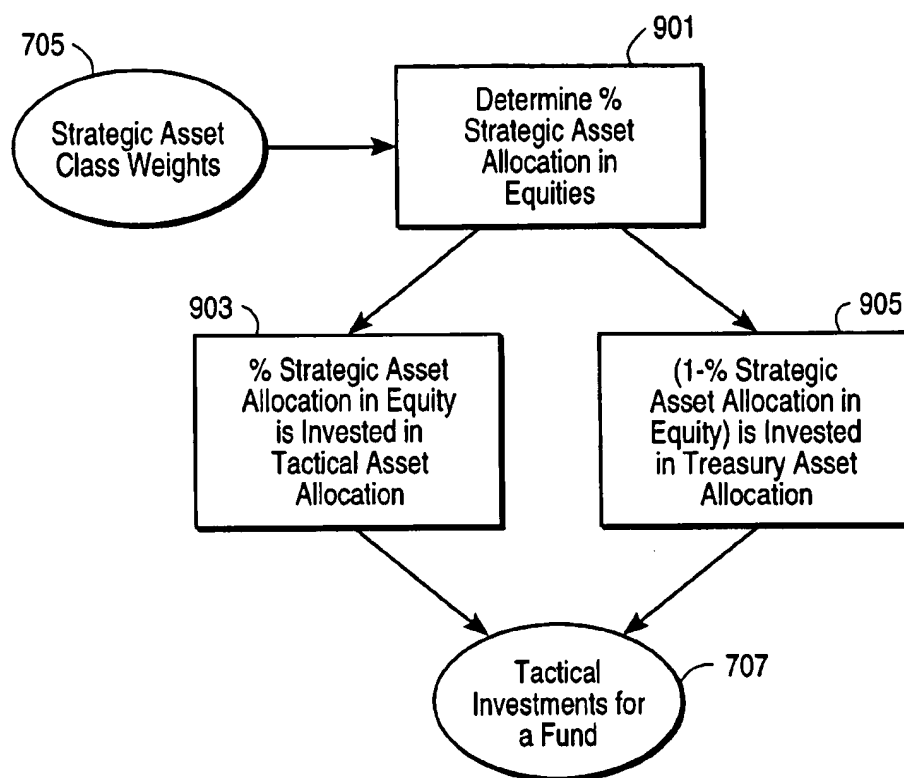 705
901
Strategic Asset
Class Weights
Determine %
Strategic Asset
Allocation in
Equities
903
905
% Strategic Asset
Allocation in Equity
is Invested in
Tactical Asset
Allocation
(1-% Strategic
Asset Allocation in
Equity) is Invested
in Treasury Asset
Allocation
Tactical
Investments for
a Fund
707